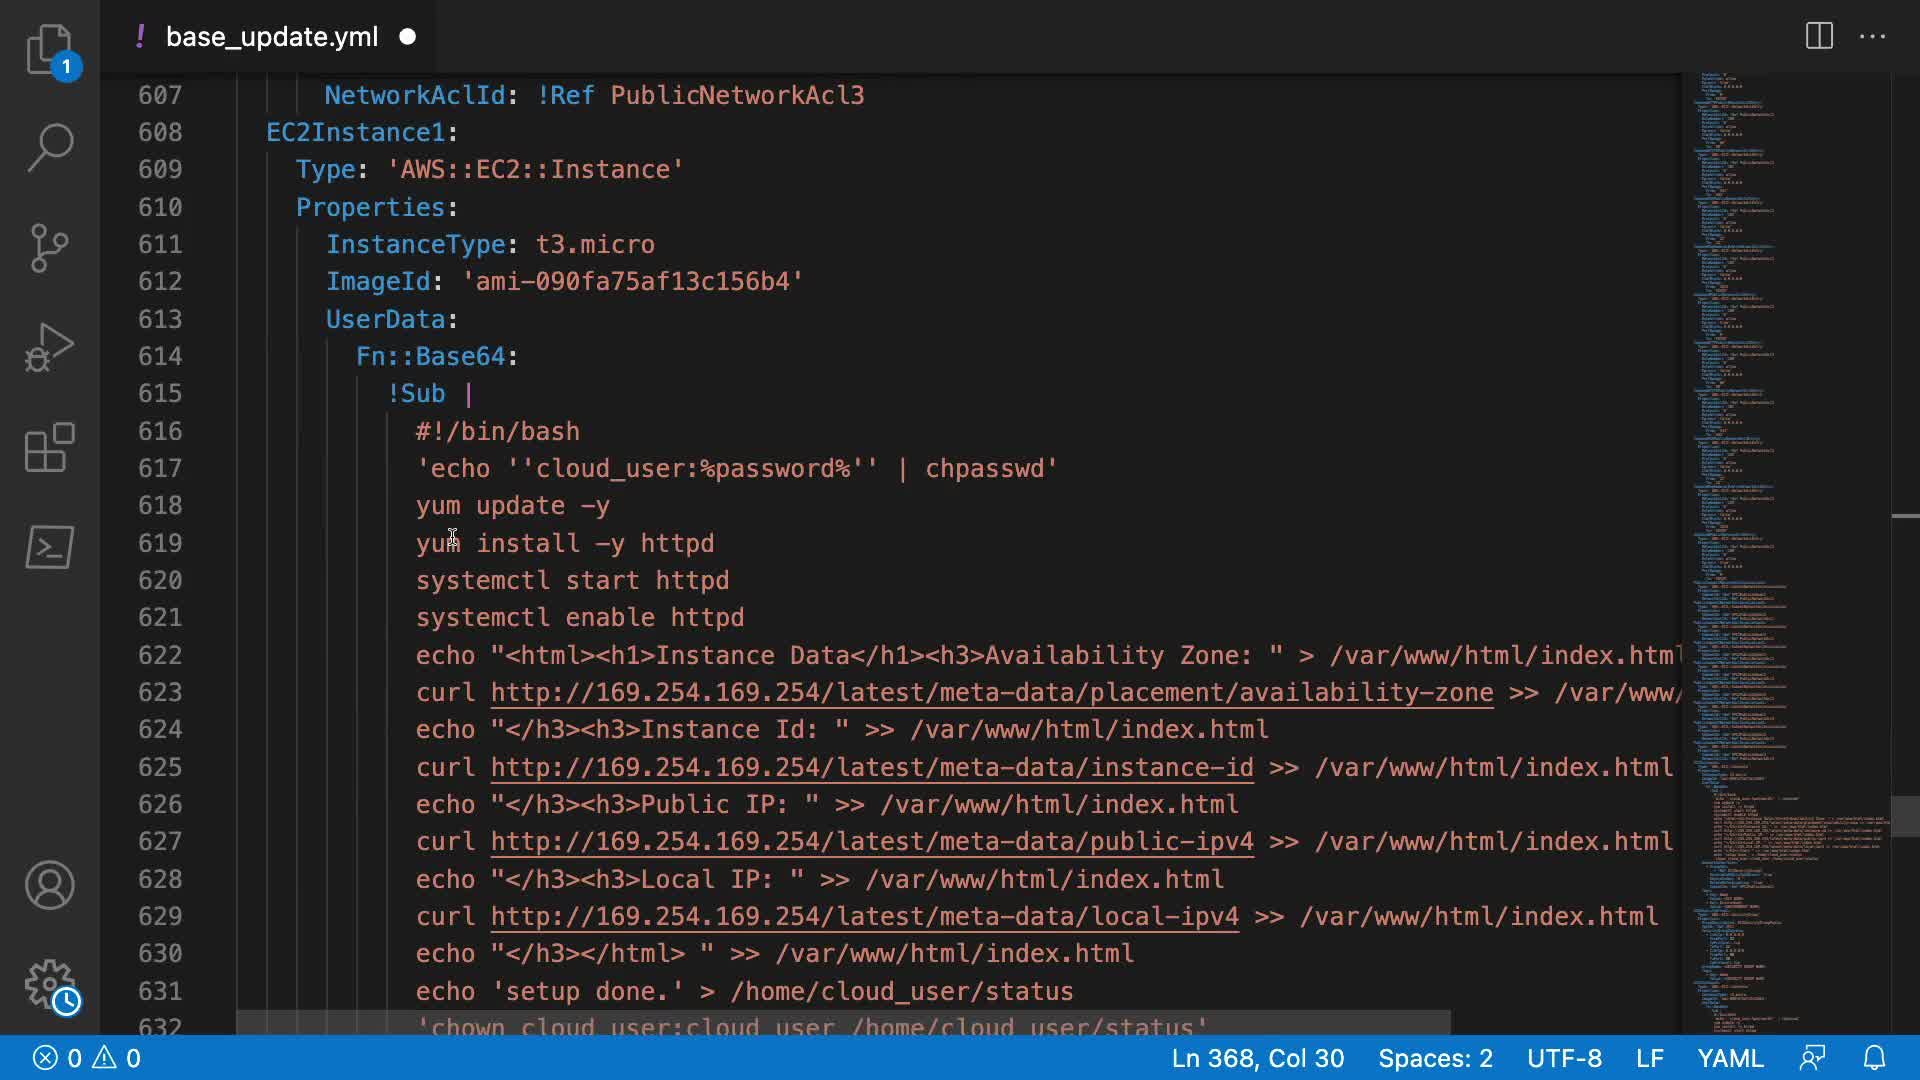 ! base_update.yml
1
607 NetworkAclId: !Ref PublicNetworkAcl3
608 EC2Instance1:
609 Type: 'AWS::EC2::Instance'
610 Properties:
611 InstanceType: t3.micro
612 ImageId: 'ami-090fa75af13c156b4'
613 UserData:
614 Fn::Base64:
615 !Sub |
616 #!/bin/bash
617 'echo ''cloud_user:%password%'' | chpasswd'
618 yum update -y
619 yum install -y httpd
620 systemctl start httpd
621 systemctl enable httpd
622 echo "<html><h1>Instance Data</h1><h3>Availability Zone: " > /var/www/html/index.html
623 curl http://169.254.169.254/latest/meta-data/placement/availability-zone >> /var/www/
624 echo "</h3><h3>Instance Id: " >> /var/www/html/index.html
625 curl http://169.254.169.254/latest/meta-data/instance-id >> /var/www/html/index.html
626 echo "</h3><h3>Public IP: " >> /var/www/html/index.html
627 curl http://169.254.169.254/latest/meta-data/public-ipv4 >> /var/www/html/index.html
628 echo "</h3><h3>Local IP: " >> /var/www/html/index.html
629 curl http://169.254.169.254/latest/meta-data/local-ipv4 >> /var/www/html/index.html
630 echo "</h3></html> " >> /var/www/html/index.html
631 echo 'setup done.' > /home/cloud_user/status
632 'chown cloud_user:cloud_user /home/cloud_user/status'
0 0 Ln 368, Col 30 Spaces: 2 UTF-8 LF YAML